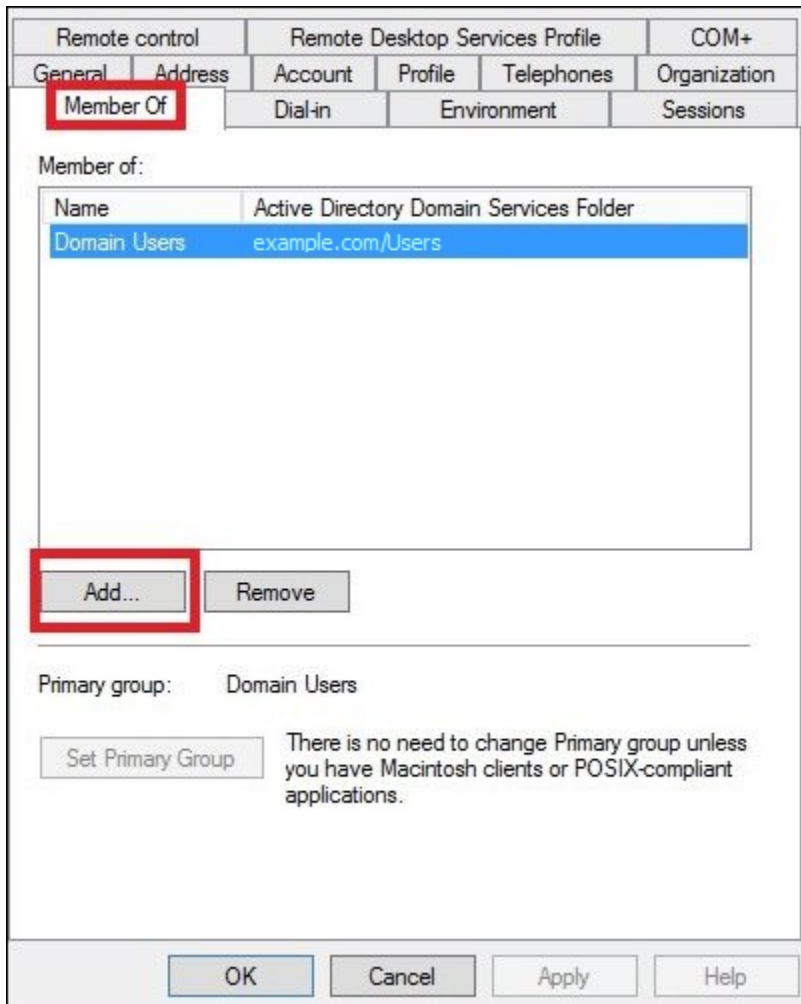 Remote control Remote Desktop Services Profile COM+
General Address Account Profile Telephones Organization
Member Of Dial-in Environment Sessions
Member of:
Name Active Directory Domain Services Folder
Domain Users example.com/Users
Add... Remove
Primary group: Domain Users
Set Primary Group
There is no need to change Primary group unless
you have Macintosh clients or POSIX-compliant
applications.
OK Cancel Apply Help